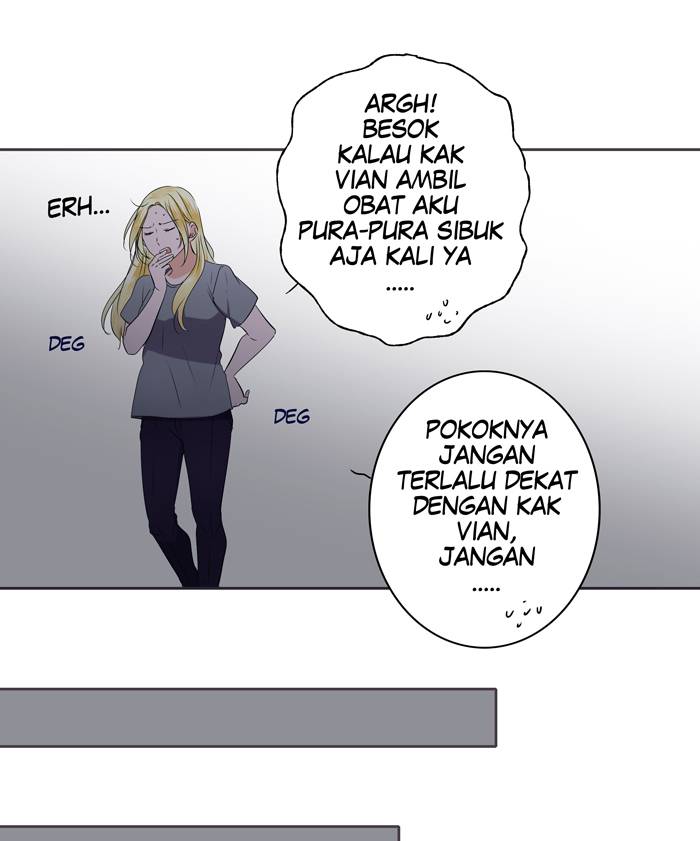 ARGH!
BESOK
KALAU KAK
VIAN AMBIL
OBAT AKU
PURA-PURA SIBUK
AJA KALI YA
.....
ERH...
DEG
DEG
POKOKNYA
JANGAN
TERLALU DEKAT
DENGAN KAK
VIAN,
JANGAN
.....